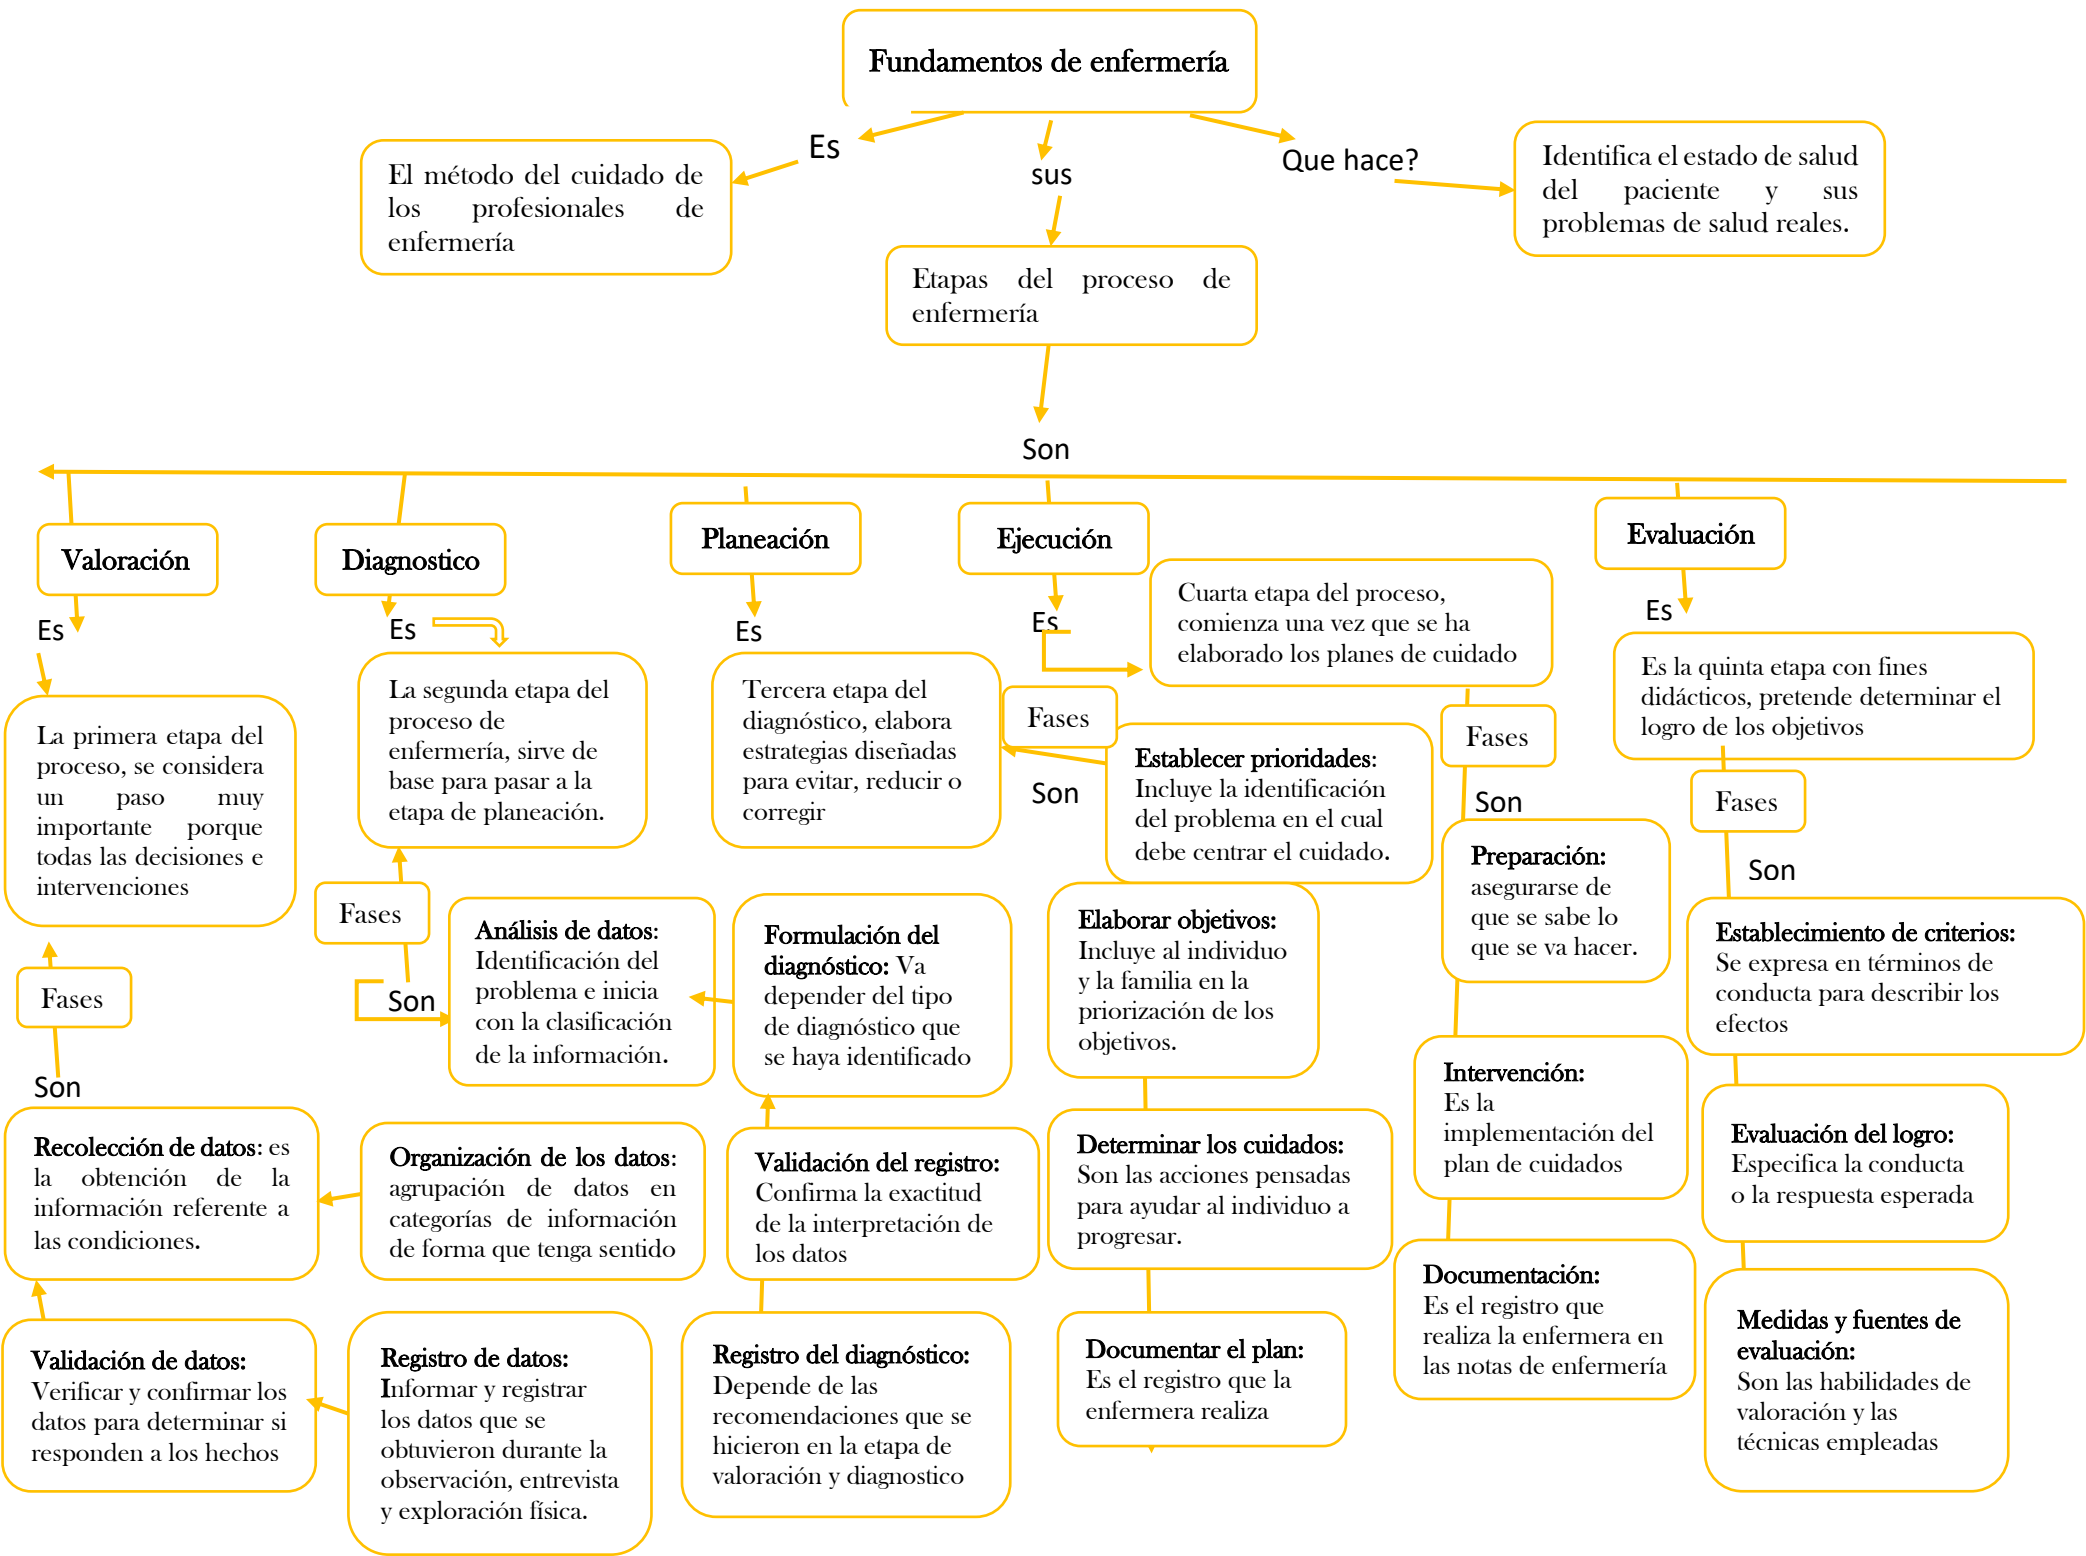 Fundamentos de enfermería
Es
sus
Que hace?
El método del cuidado de
los profesionales de
enfermería
Identifica el estado de salud
del paciente y sus
problemas de salud reales.
Etapas del proceso de
enfermería
Son
Valoración
Diagnostico
Planeación
Ejecución
Evaluación
Es
La primera etapa del
proceso, se considera
un paso muy
importante porque
todas las decisiones e
intervenciones
Fases
Son
Recolección de datos: es
la obtención de la
información referente a
las condiciones.
Organización de los datos:
agrupación de datos en
categorías de información
de forma que tenga sentido
Validación de datos:
Verificar y confirmar los
datos para determinar si
responden a los hechos
Registro de datos:
Informar y registrar
los datos que se
obtuvieron durante la
observación, entrevista
y exploración física.
Es
La segunda etapa del
proceso de
enfermería, sirve de
base para pasar a la
etapa de planeación.
Fases
Son
Análisis de datos:
Identificación del
problema e inicia
con la clasificación
de la información.
Formulación del
diagnóstico: Va
depender del tipo
de diagnóstico que
se haya identificado
Validación del registro:
Confirma la exactitud
de la interpretación de
los datos
Registro del diagnóstico:
Depende de las
recomendaciones que se
hicieron en la etapa de
valoración y diagnostico
Es
Tercera etapa del
diagnóstico, elabora
estrategias diseñadas
para evitar, reducir o
corregir
Fases
Son
Establecer prioridades:
Incluye la identificación
del problema en el cual
debe centrar el cuidado.
Elaborar objetivos:
Incluye al individuo
y la familia en la
priorización de los
objetivos.
Determinar los cuidados:
Son las acciones pensadas
para ayudar al individuo a
progresar.
Documentar el plan:
Es el registro que la
enfermera realiza
Es
Cuarta etapa del proceso,
comienza una vez que se ha
elaborado los planes de cuidado
Fases
Son
Preparación:
asegurarse de
que se sabe lo
que se va hacer.
Intervención:
Es la
implementación del
plan de cuidados
Documentación:
Es el registro que
realiza la enfermera en
las notas de enfermería
Es
Es la quinta etapa con fines
didácticos, pretende determinar el
logro de los objetivos
Fases
Son
Establecimiento de criterios:
Se expresa en términos de
conducta para describir los
efectos
Evaluación del logro:
Especifica la conducta
o la respuesta esperada
Medidas y fuentes de
evaluación:
Son las habilidades de
valoración y las
técnicas empleadas